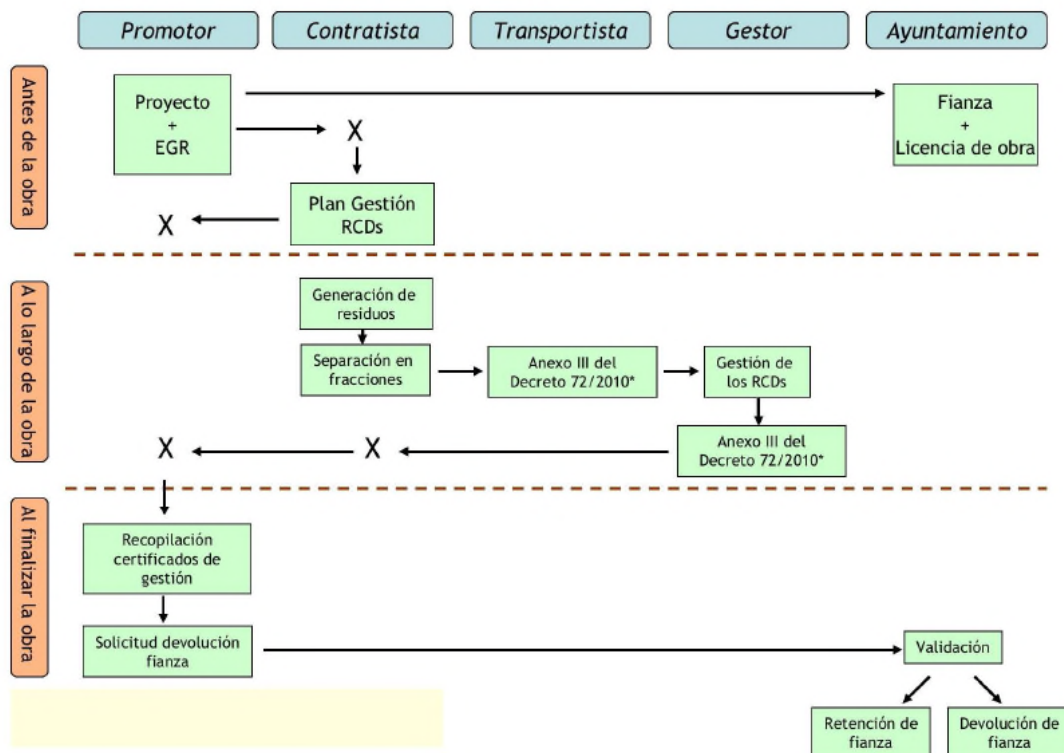 Promotor
Contratista
Transportista
Gestor
Ayuntamiento
Antes de la obra
Proyecto
+
EGR
X
Fianza
+
Licencia de obra
Plan Gestión
RCDs
X
A lo largo de la obra
Generación de
residuos
Separación en
fracciones
Anexo III del
Decreto 72/2010*
Gestión de
los RCDs
Anexo III del
Decreto 72/2010*
X
X
Al finalizar la obra
Recopilación
certificados de
gestión
Solicitud devolución
fianza
Validación
Retención de
fianza
Devolución de
fianza